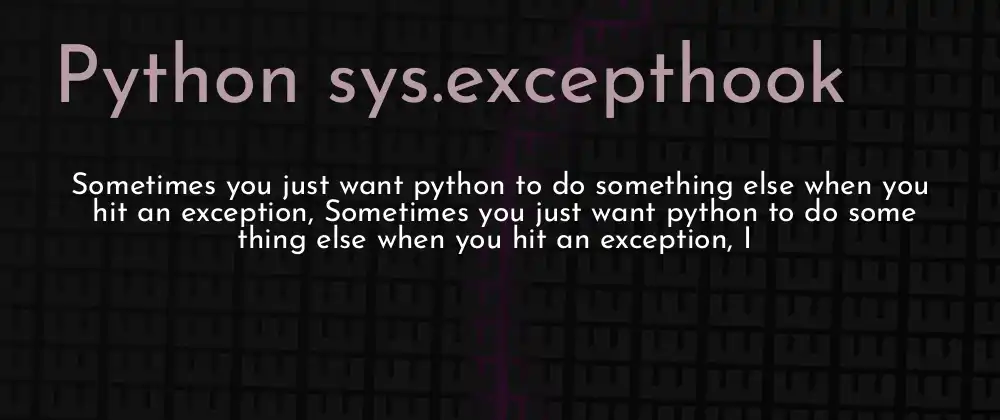 Python sys.excepthook
Sometimes you just want python to do something else when you
hit an exception, Sometimes you just want python to do some
thing else when you hit an exception, I